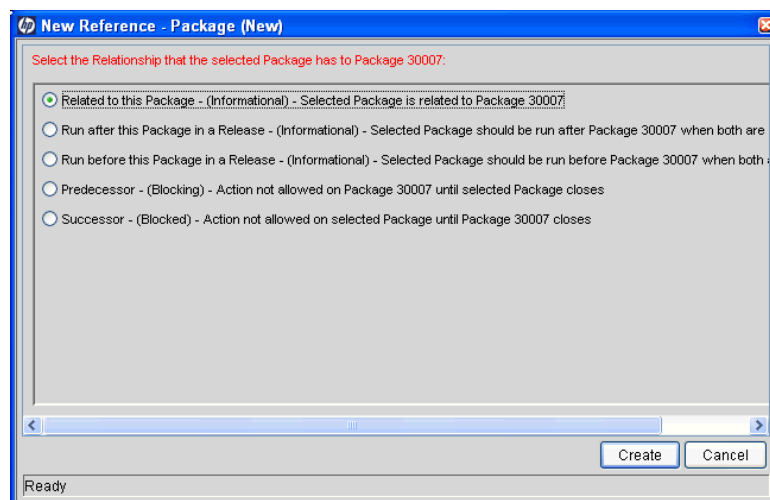 hp New Reference - Package (New)
Select the Relationship that the selected Package has to Package 30007:
Related to this Package - (Informational) - Selected Package is related to Package 30007
Run after this Package in a Release - (Informational) - Selected Package should be run after Package 30007 when both are
Run before this Package in a Release - (Informational) - Selected Package should be run before Package 30007 when both
Predecessor - (Blocking) - Action not allowed on Package 30007 until selected Package closes
Successor - (Blocked) - Action not allowed on selected Package until Package 30007 closes
Create Cancel
Ready